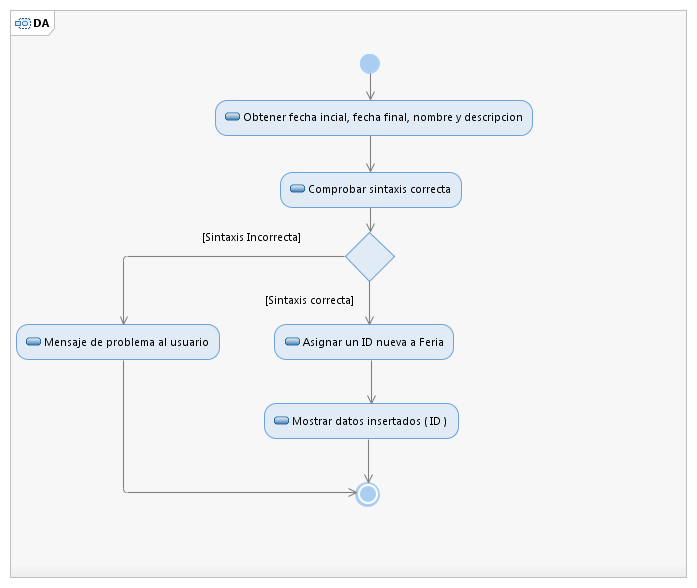 DA
Obtener fecha incial, fecha final, nombre y descripcion
Comprobar sintaxis correcta
[Sintaxis Incorrecta]
[Sintaxis correcta]
Mensaje de problema al usuario
Asignar un ID nueva a Feria
Mostrar datos insertados ( ID )